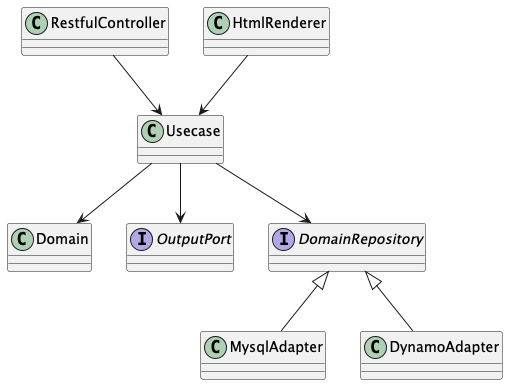 C RestfulController
C HtmlRenderer
C Usecase
C Domain
I OutputPort
I DomainRepository
C MysqlAdapter
C DynamoAdapter